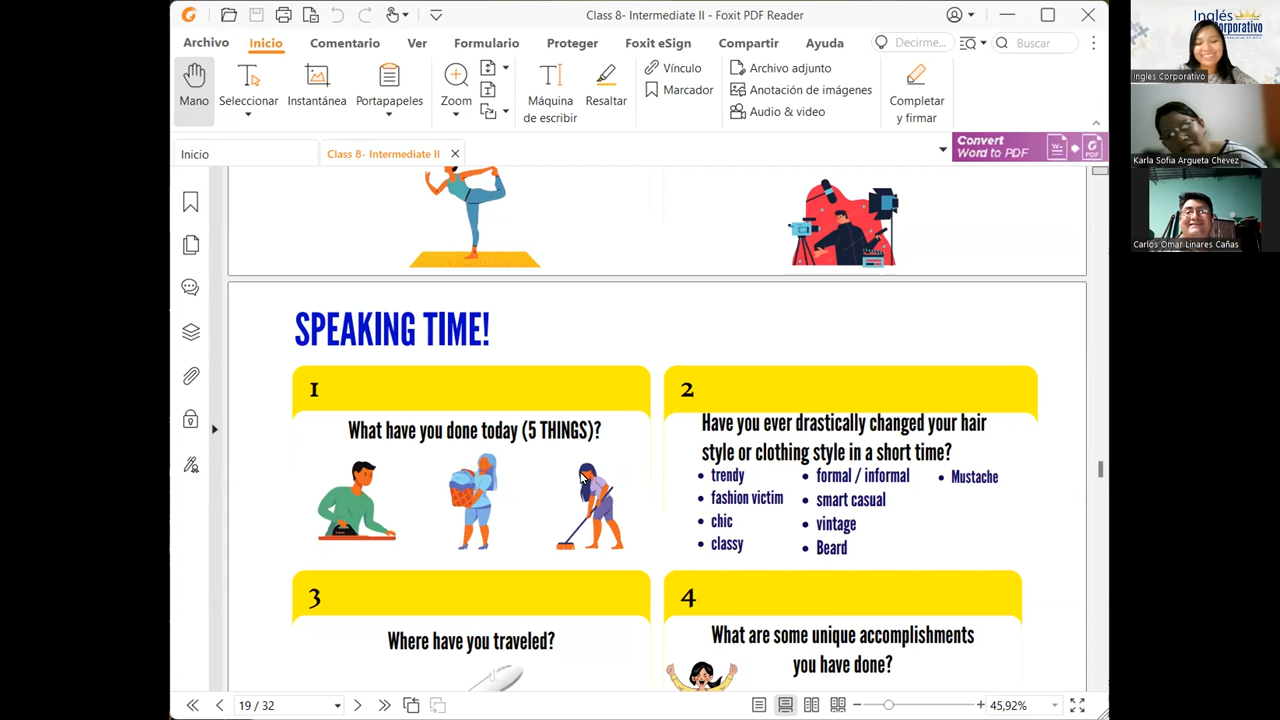 Class 8- Intermediate II - Foxit PDF Reader
Archivo
Inicio
Comentario
Ver
Formulario
Proteger
Foxit eSign
Compartir
Ayuda
Decirme...
Buscar
Mano
Seleccionar
Instantánea
Portapapeles
Zoom
Máquina
de escribir
Resaltar
Vínculo
Marcador
Archivo adjunto
Anotación de imágenes
Audio & video
Completar
y firmar
Inicio
Class 8- Intermediate II
Convert
Word to PDF
SPEAKING TIME!
1
What have you done today (5 THINGS)?
2
Have you ever drastically changed your hair
style or clothing style in a short time?
• trendy
• fashion victim
• chic
• classy
• formal / informal
• smart casual
• vintage
• Beard
• Mustache
3
Where have you traveled?
4
What are some unique accomplishments
you have done?
19 / 32
45,92%
Inglés
Corporativo
Ingles Corporativo
Karla Sofia Argueta Chevez
Carlos Omar Linares Cañas